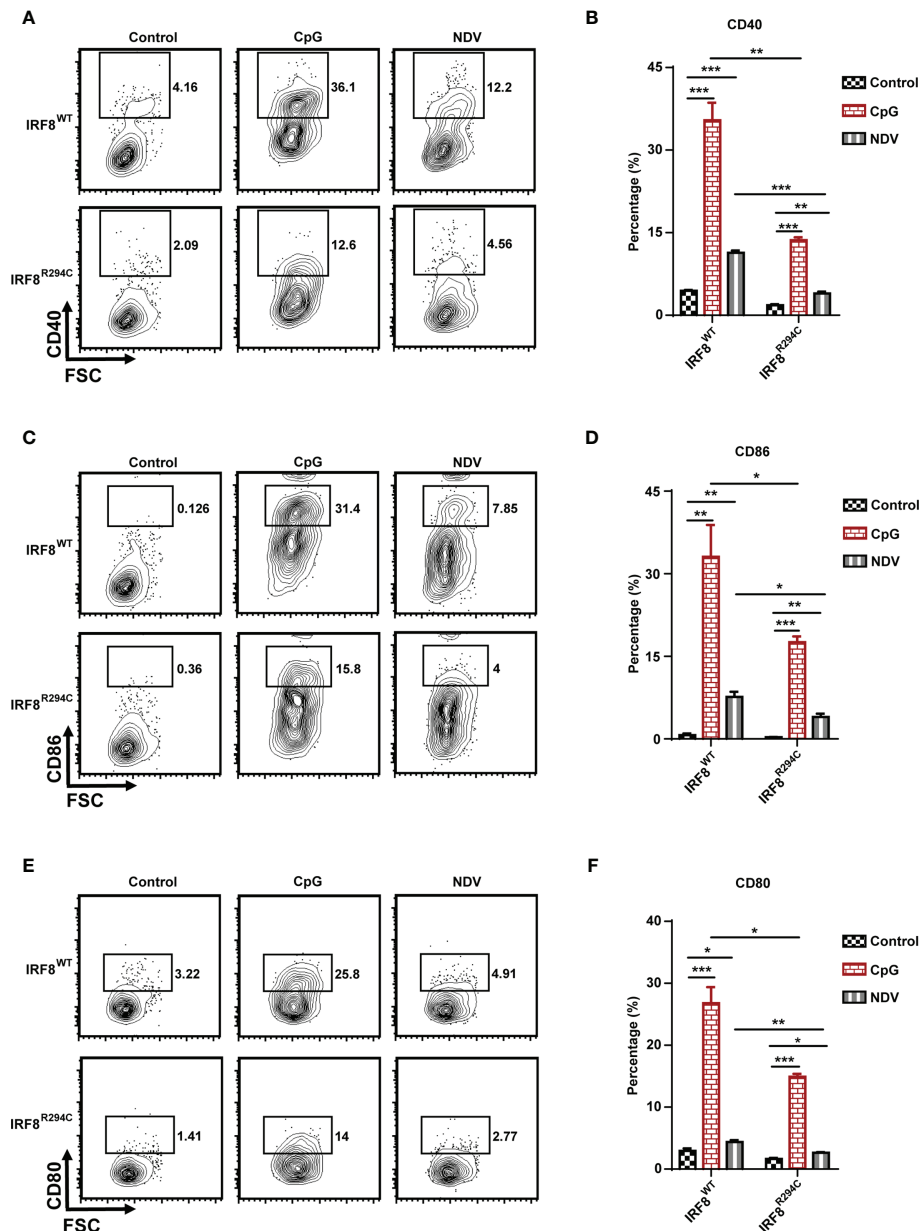 A
Control CpG NDV
IRF8WT
4.16
36.1
12.2
IRF8R294C
2.09
12.6
4.56
CD40
FSC
B
CD40
Percentage (%)
45
30
15
0
**
***
***
***
**
***
IRF8WT
IRF8R294C
Control
CpG
NDV
C
Control CpG NDV
IRF8WT
0.126
31.4
7.85
IRF8R294C
0.36
15.8
4
CD86
FSC
D
CD86
Percentage (%)
45
30
15
0
*
**
**
*
**
***
IRF8WT
IRF8R294C
Control
CpG
NDV
E
Control CpG NDV
IRF8WT
3.22
25.8
4.91
IRF8R294C
1.41
14
2.77
CD80
FSC
F
CD80
Percentage (%)
40
30
20
10
0
*
*
***
**
*
***
IRF8WT
IRF8R294C
Control
CpG
NDV